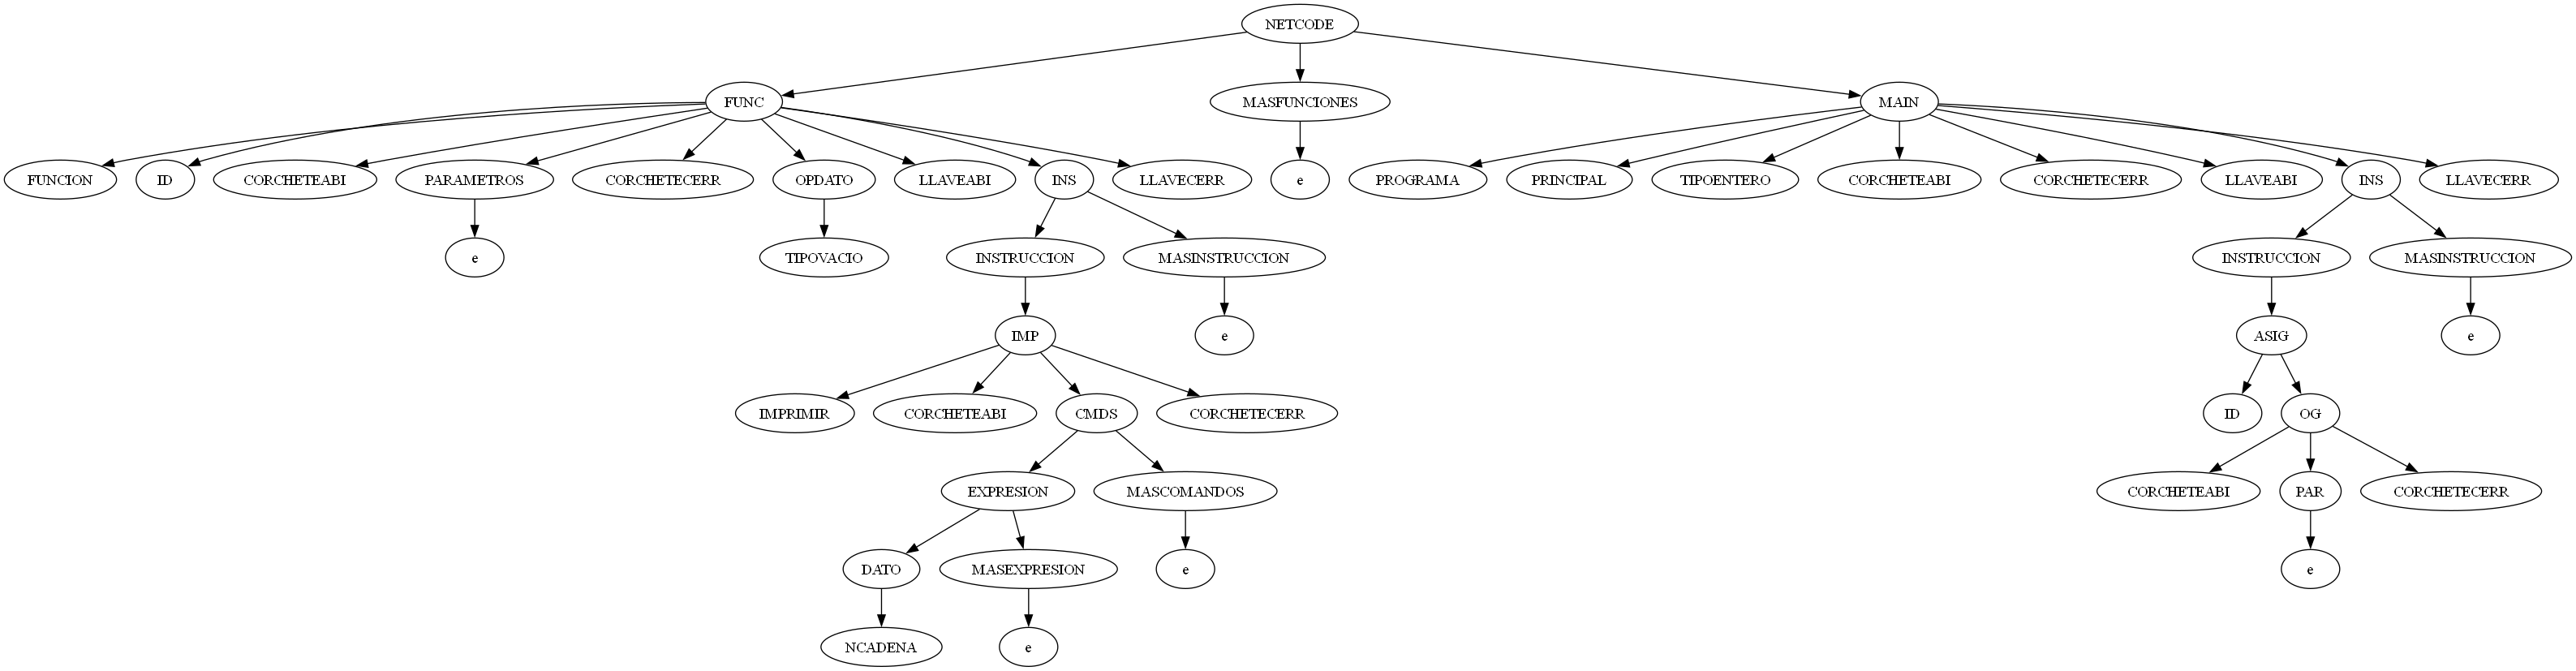 NETCODE
FUNC MASFUNCIONES MAIN
FUNCION ID CORCHETEABI PARAMETROS CORCHETECERR OPDATO LLAVEABI INS LLAVECERR e PROGRAMA PRINCIPAL TIPOENTERO CORCHETEABI CORCHETECERR LLAVEABI INS LLAVECERR
e TIPOVACIO INSTRUCCION MASINSTRUCCION INSTRUCCION MASINSTRUCCION
IMP e ASIG e
IMPRIMIR CORCHETEABI CMDS CORCHETECERR ID OG
EXPRESION MASCOMANDOS CORCHETEABI PAR CORCHETECERR
DATO MASEXPRESION e e
NCADENA e